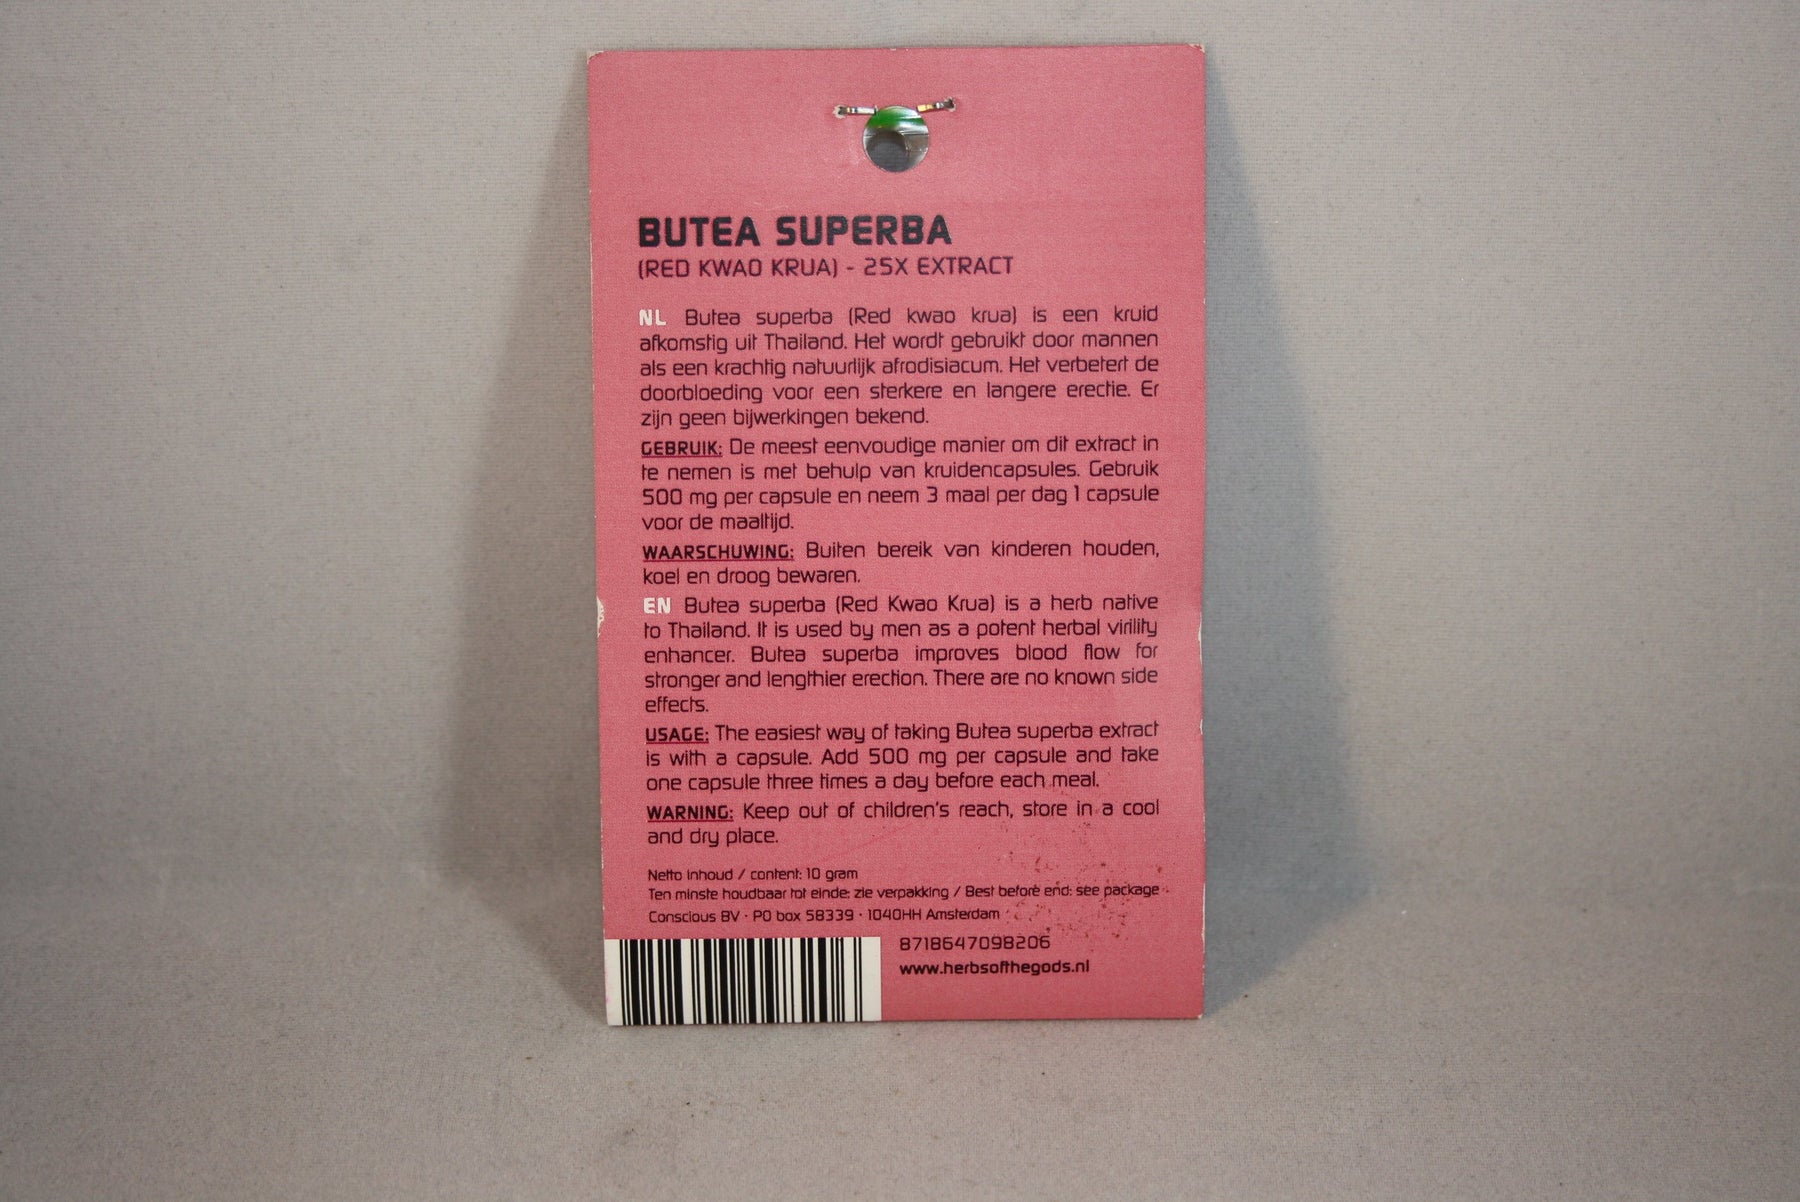 BUTEA SUPERBA
(RED KWAO KRUA) - 25X EXTRACT
NL Butea superba (Red kwao krua) is een kruid
afkomstig uit Thailand. Het wordt gebruikt door mannen
als een krachtig natuurlijk afrodisiacum. Het verbetert de
doorbloeding voor een sterkere en langere erectie. Er
zijn geen bijwerkingen bekend.
GEBRUIK: De meest eenvoudige manier om dit extract in
te nemen is met behulp van kruidencapsules. Gebruik
500 mg per capsule en neem 3 maal per dag 1 capsule
voor de maaltijd.
WAARSCHUWING: Buiten bereik van kinderen houden,
koel en droog bewaren.
EN Butea superba (Red Kwao Krua) is a herb native
to Thailand. It is used by men as a potent herbal virility
enhancer. Butea superba improves blood flow for
stronger and lengthier erection. There are no known side
effects.
USAGE: The easiest way of taking Butea superba extract
is with a capsule. Add 500 mg per capsule and take
one capsule three times a day before each meal.
WARNING: Keep out of children's reach, store in a cool
and dry place.
Netto inhoud / content: 10 gram
Ten minste houdbaar tot einde: zie verpakking / Best before end: see package
Conscious BV · PO box 58339 · 1040HH Amsterdam
8718647098206
www.herbsofthegods.nl